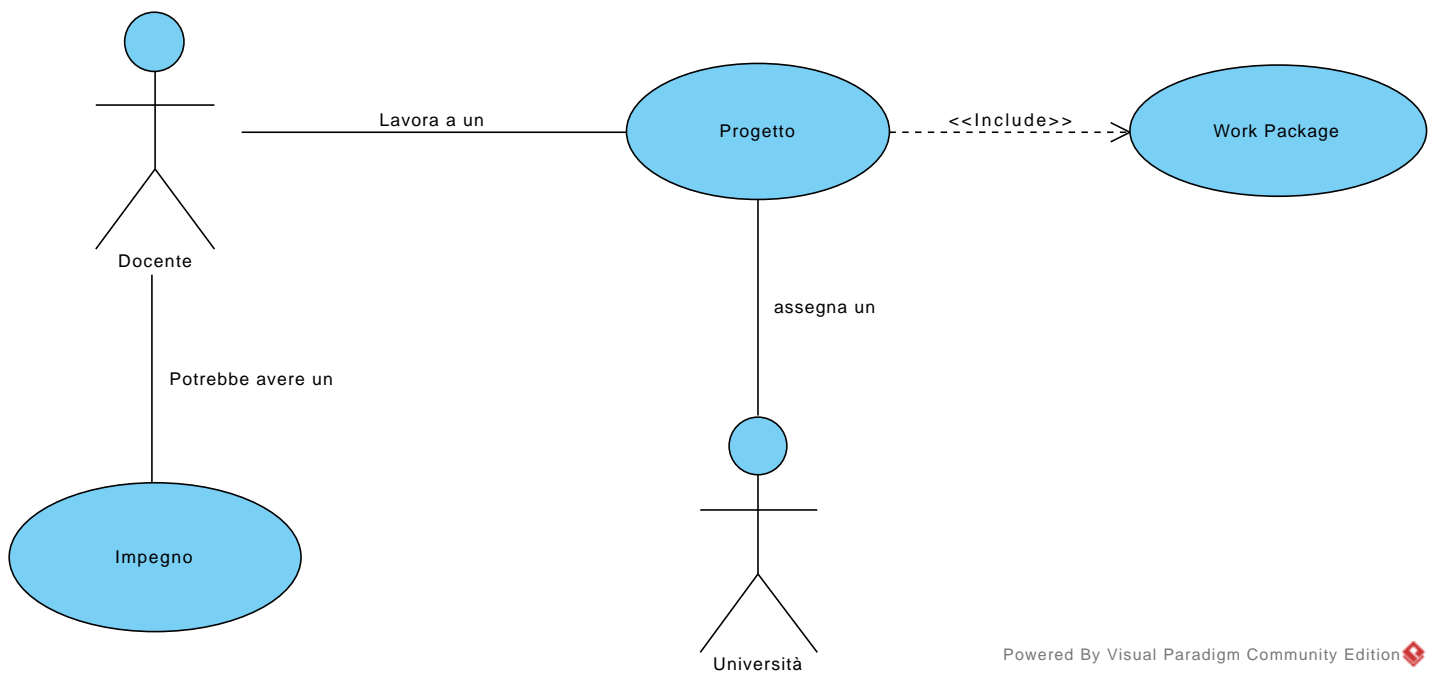 Lavora a un
Progetto
<<Include>>
Work Package
Docente
assegna un
Potrebbe avere un
Impegno
Università
Powered By Visual Paradigm Community Edition